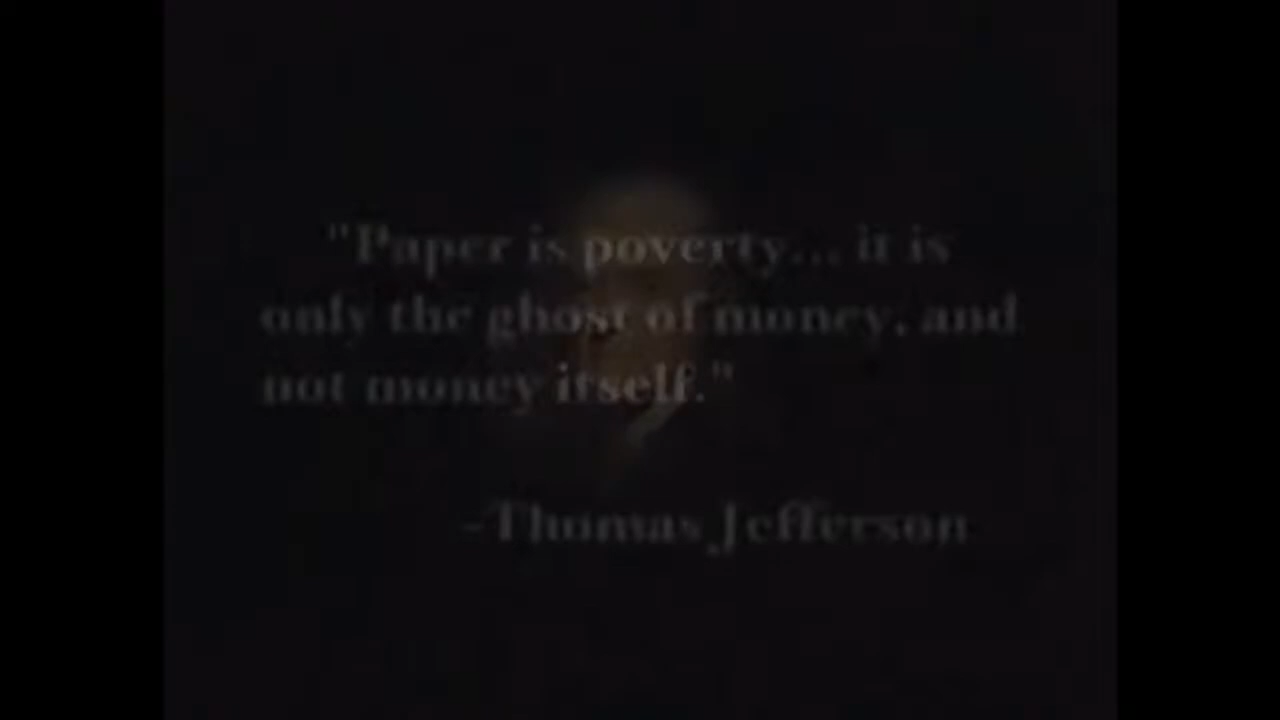 "Paper is poverty... it is
only the ghost of money, and
not money itself."
-Thomas Jefferson